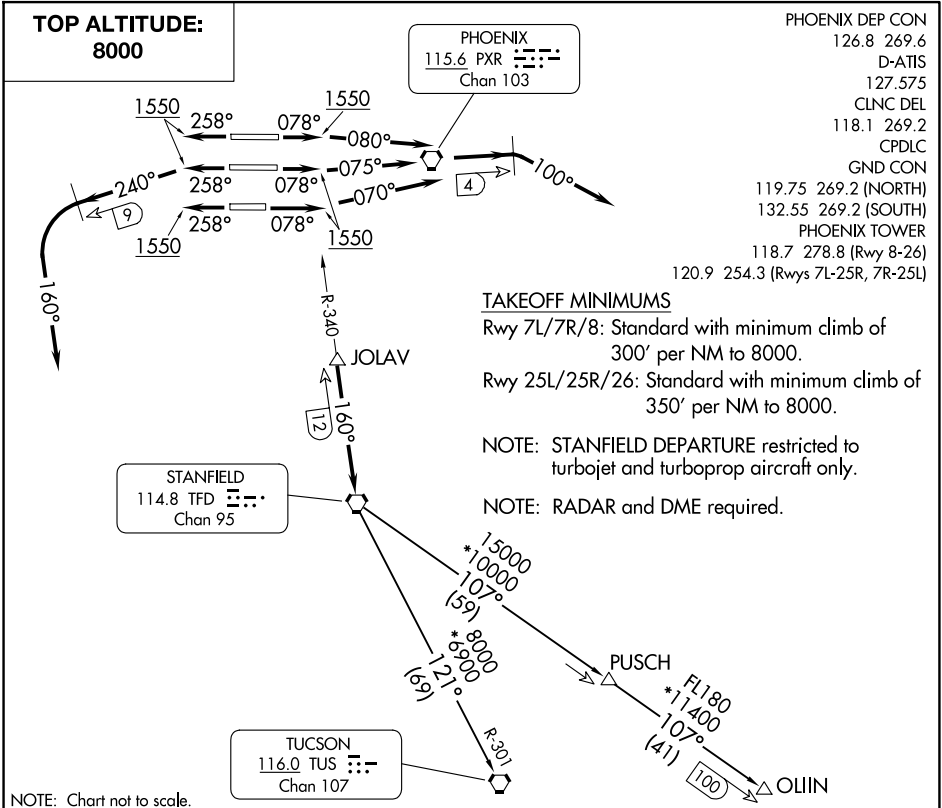 TOP ALTITUDE:
8000
PHOENIX
115.6 PXR
Chan 103
PHOENIX DEP CON
126.8 269.6
D-ATIS
127.575
CLNC DEL
118.1 269.2
CPDLC
GND CON
119.75 269.2 (NORTH)
132.55 269.2 (SOUTH)
PHOENIX TOWER
118.7 278.8 (Rwy 8-26)
120.9 254.3 (Rwys 7L-25R, 7R-25L)
1550
1550
258°
078°
080°
240°
258°
078°
075°
4
100°
9
258°
078°
070°
1550
1550
160°
R-340
JOLAV
12
160°
TAKEOFF MINIMUMS
Rwy 7L/7R/8: Standard with minimum climb of
300' per NM to 8000.
Rwy 25L/25R/26: Standard with minimum climb of
350' per NM to 8000.
NOTE: STANFIELD DEPARTURE restricted to
turbojet and turboprop aircraft only.
NOTE: RADAR and DME required.
STANFIELD
114.8 TFD
Chan 95
15000
*10000
107°
(59)
*8000
6900
121°
(69)
PUSCH
FL180
*11400
107°
(41)
R-301
TUCSON
116.0 TUS
Chan 107
100
OLIIN
NOTE: Chart not to scale.